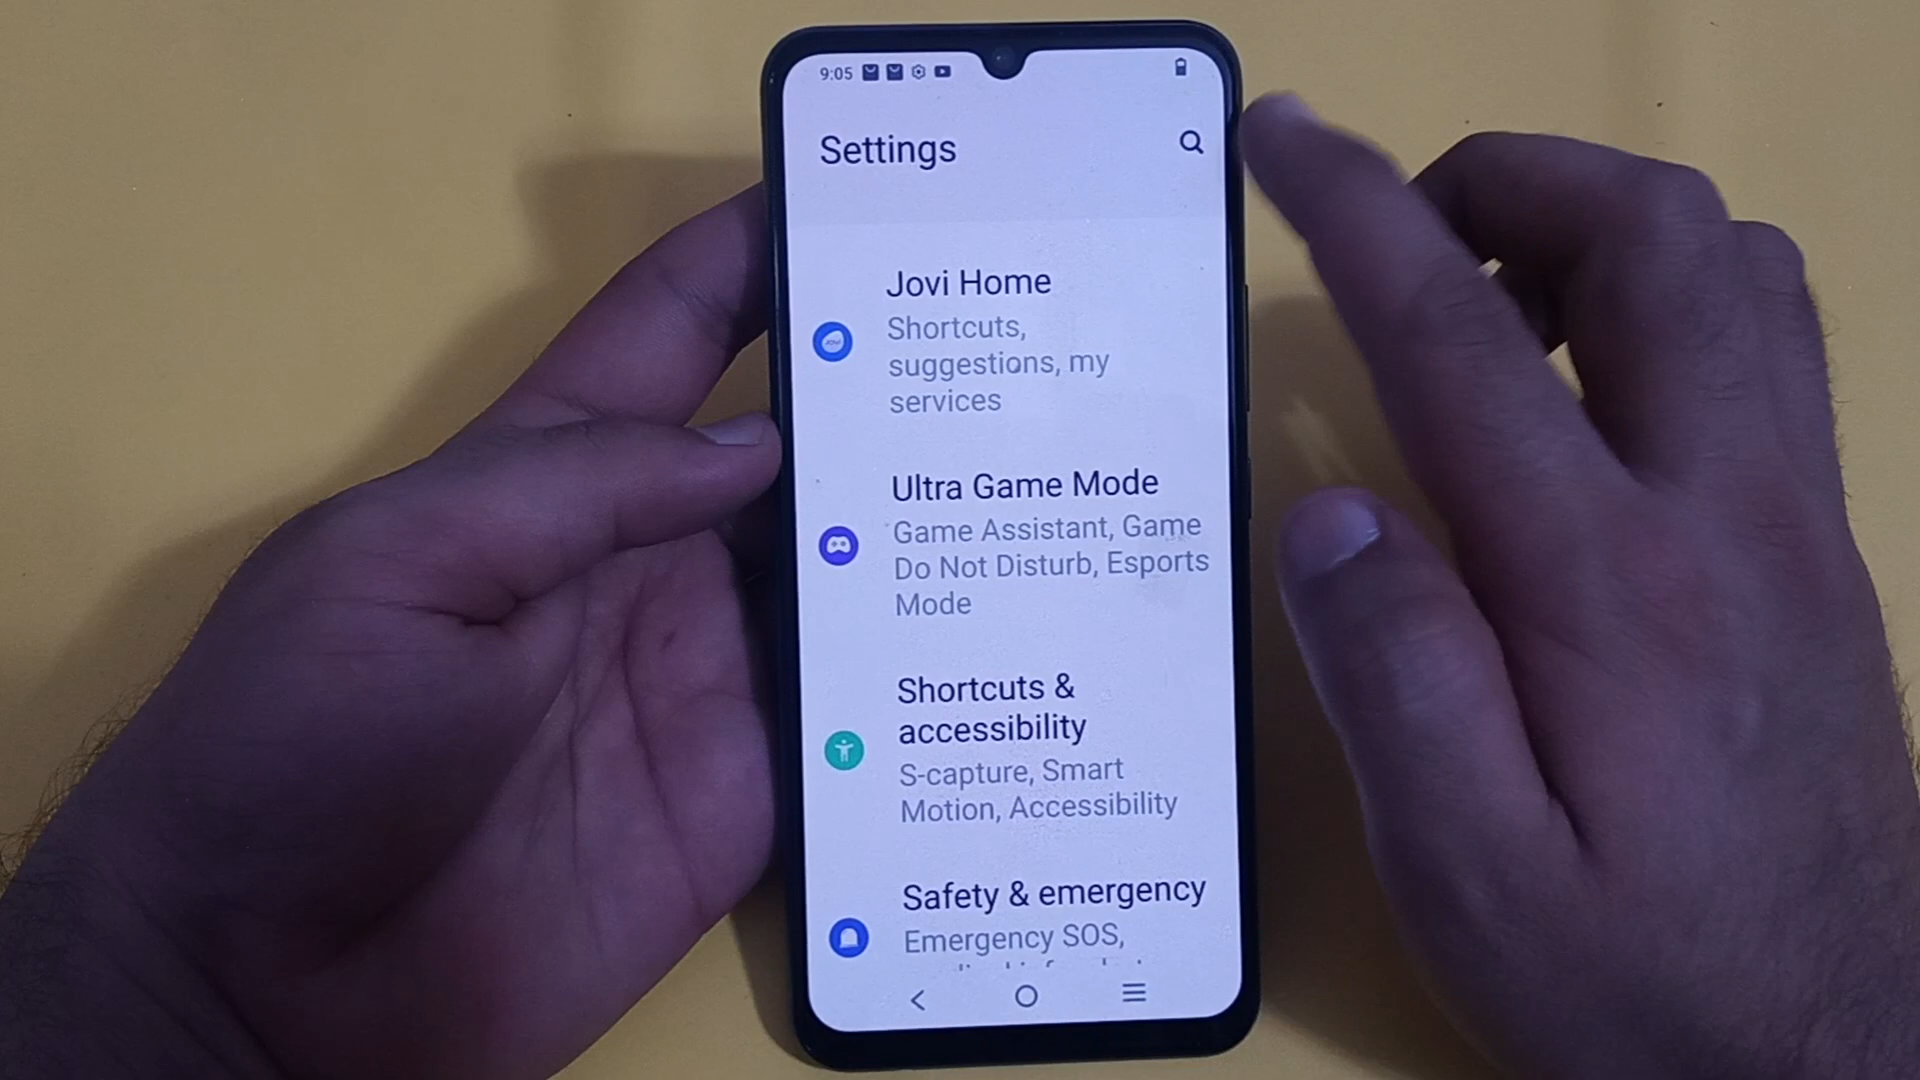 9:05
Settings
Jovi Home
Shortcuts,
suggestions, my
services
Ultra Game Mode
Game Assistant, Game
Do Not Disturb, Esports
Mode
Shortcuts &
accessibility
S-capture, Smart
Motion, Accessibility
Safety & emergency
Emergency SOS,